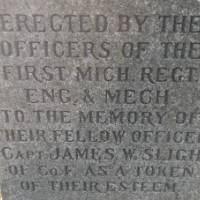 ERECTED BY THE
OFFICERS OF THE
FIRST MICH. REGT.
ENG. & MECH.
TO THE MEMORY OF
THEIR FELLOW OFFICER
CAPT. JAMES W. SLIGH
OF CO. F. AS A TOKEN
OF THEIR ESTEEM.